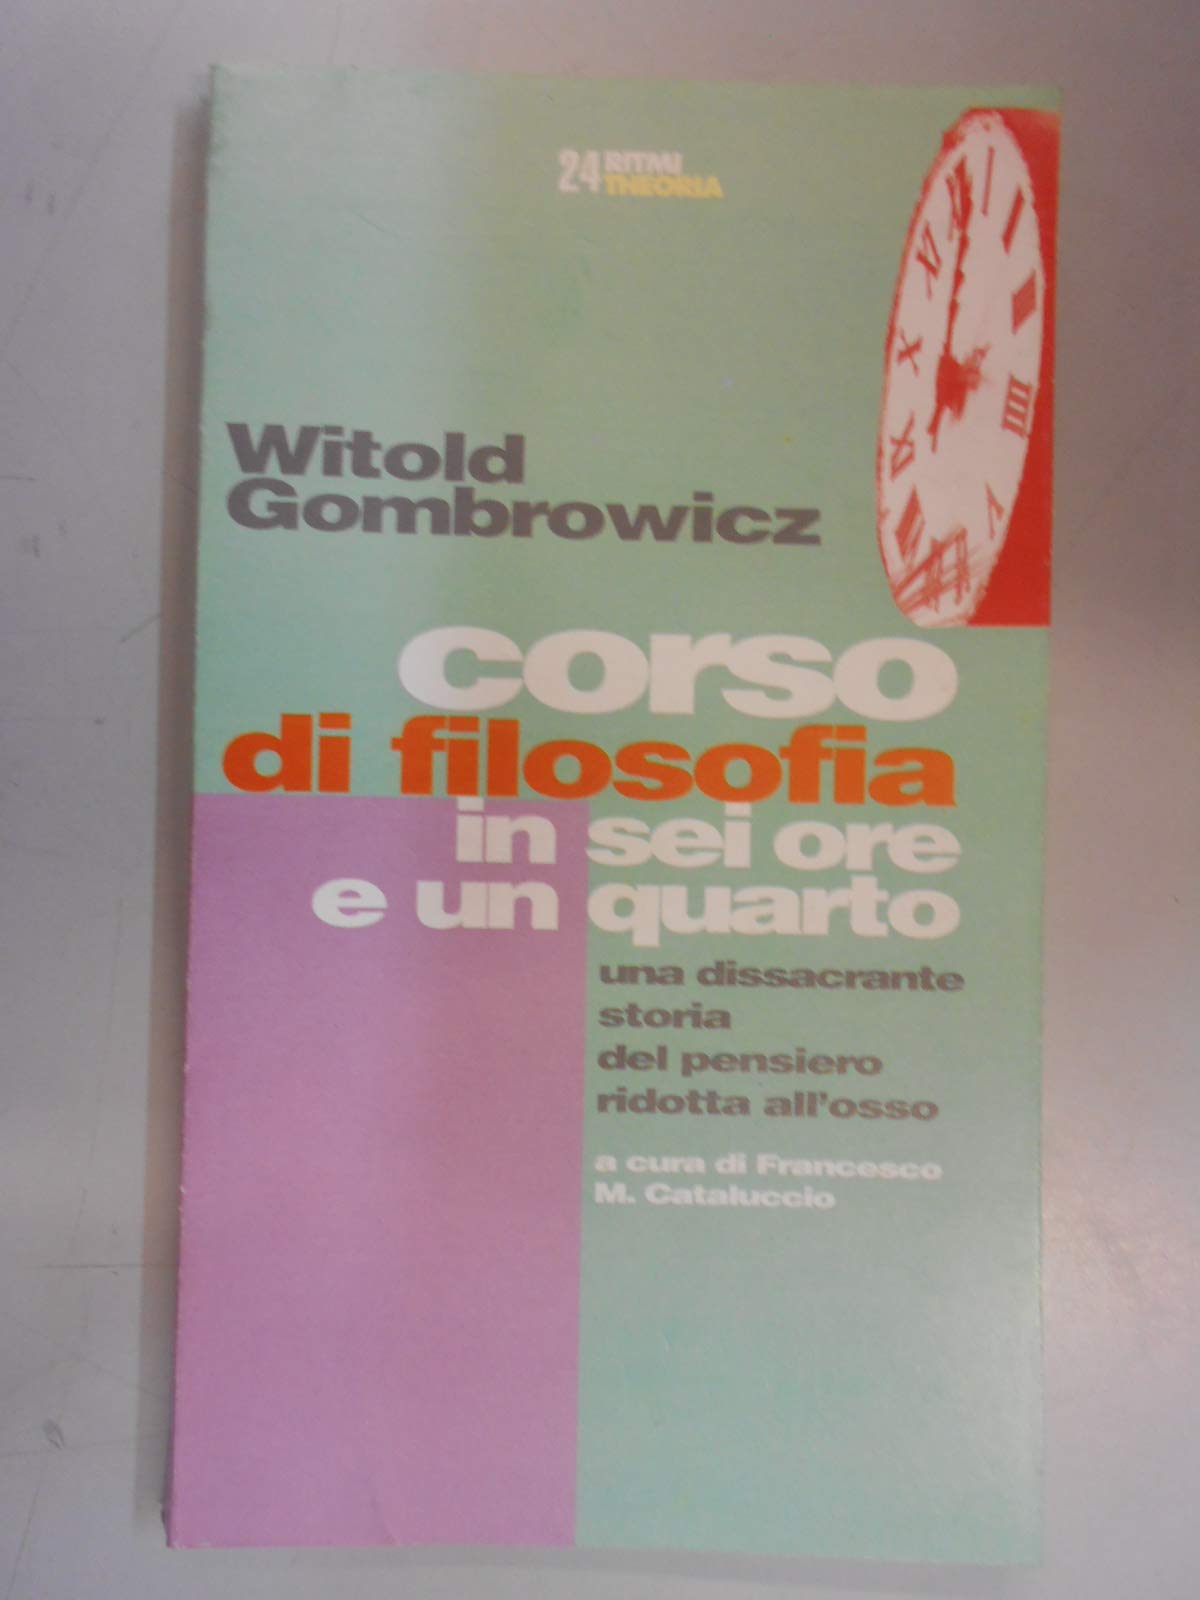 24 RITMI
THEORIA
Witold
Gombrowicz
corso
di filosofia
in sei ore
e un quarto
una dissacrante
storia
del pensiero
ridotta all'osso
a cura di Francesco
M. Cataluccio